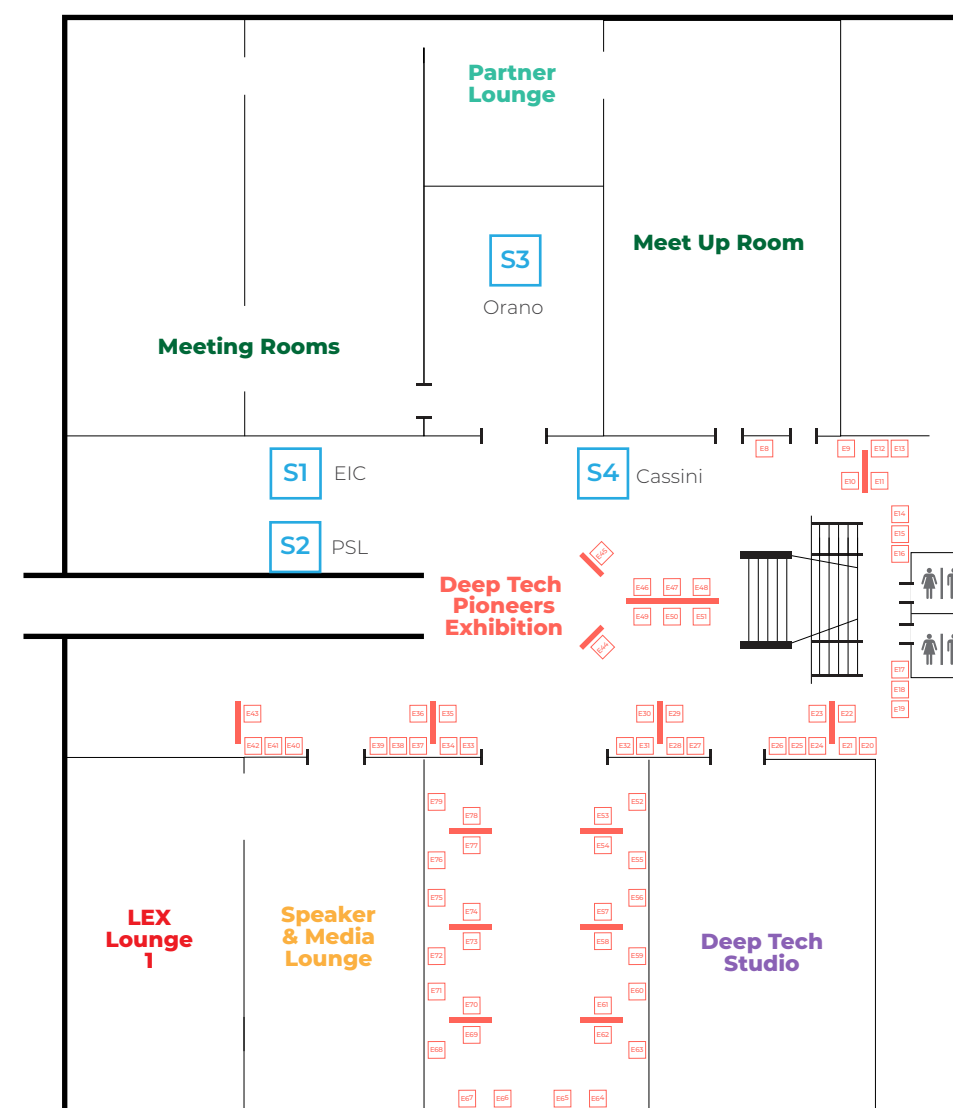 Partner
Lounge
Meet Up Room
S3
Orano
Meeting Rooms
S1
EIC
S4
Cassini
S2
PSL
E8
E9
E12
E13
E10
E11
E14
E15
E16
E45
Deep Tech
Pioneers
Exhibition
E46
E47
E48
E49
E50
E51
E44
E17
E18
E19
E43
E36
E35
E30
E29
E23
E22
E42
E41
E40
E39
E38
E37
E34
E33
E32
E31
E28
E27
E26
E25
E24
E21
E20
E79
E78
E77
E76
E52
E53
E54
E55
E75
E74
E73
E72
E56
E57
E58
E59
LEX
Lounge
1
Speaker
& Media
Lounge
Deep Tech
Studio
E71
E70
E69
E68
E60
E61
E62
E63
E67
E66
E65
E64